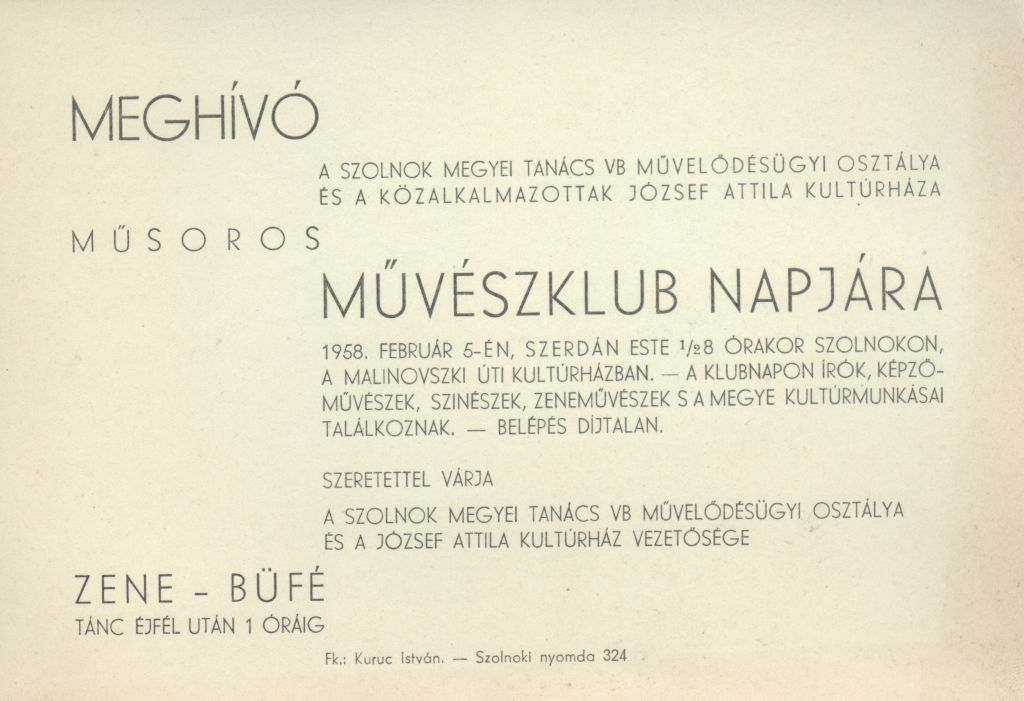 MEGHÍVÓ
A SZOLNOK MEGYEI TANÁCS VB MŰVELŐDÉSÜGYI OSZTÁLYA
ÉS A KÖZALKALMAZOTTAK JÓZSEF ATTILA KULTÚRHÁZA
MŰSOROS
MŰVÉSZKLUB NAPJÁRA
1958. FEBRUÁR 5-ÉN, SZERDÁN ESTE 1/28 ÓRAKOR SZOLNOKON,
A MALINOVSZKI ÚTI KULTÚRHÁZBAN. — A KLUBNAPON ÍRÓK, KÉPZŐ-
MŰVÉSZEK, SZINÉSZEK, ZENEMŰVÉSZEK S A MEGYE KULTÚRMUNKÁSAI
TALÁLKOZNAK. — BELÉPÉS DÍJTALAN.
SZERETETTEL VÁRJA
A SZOLNOK MEGYEI TANÁCS VB MŰVELŐDÉSÜGYI OSZTÁLYA
ÉS A JÓZSEF ATTILA KULTÚRHÁZ VEZETŐSÉGE
ZENE – BÜFÉ
TÁNC ÉJFÉL UTÁN 1 ÓRÁIG
Fk.: Kuruc István. — Szolnoki nyomda 324